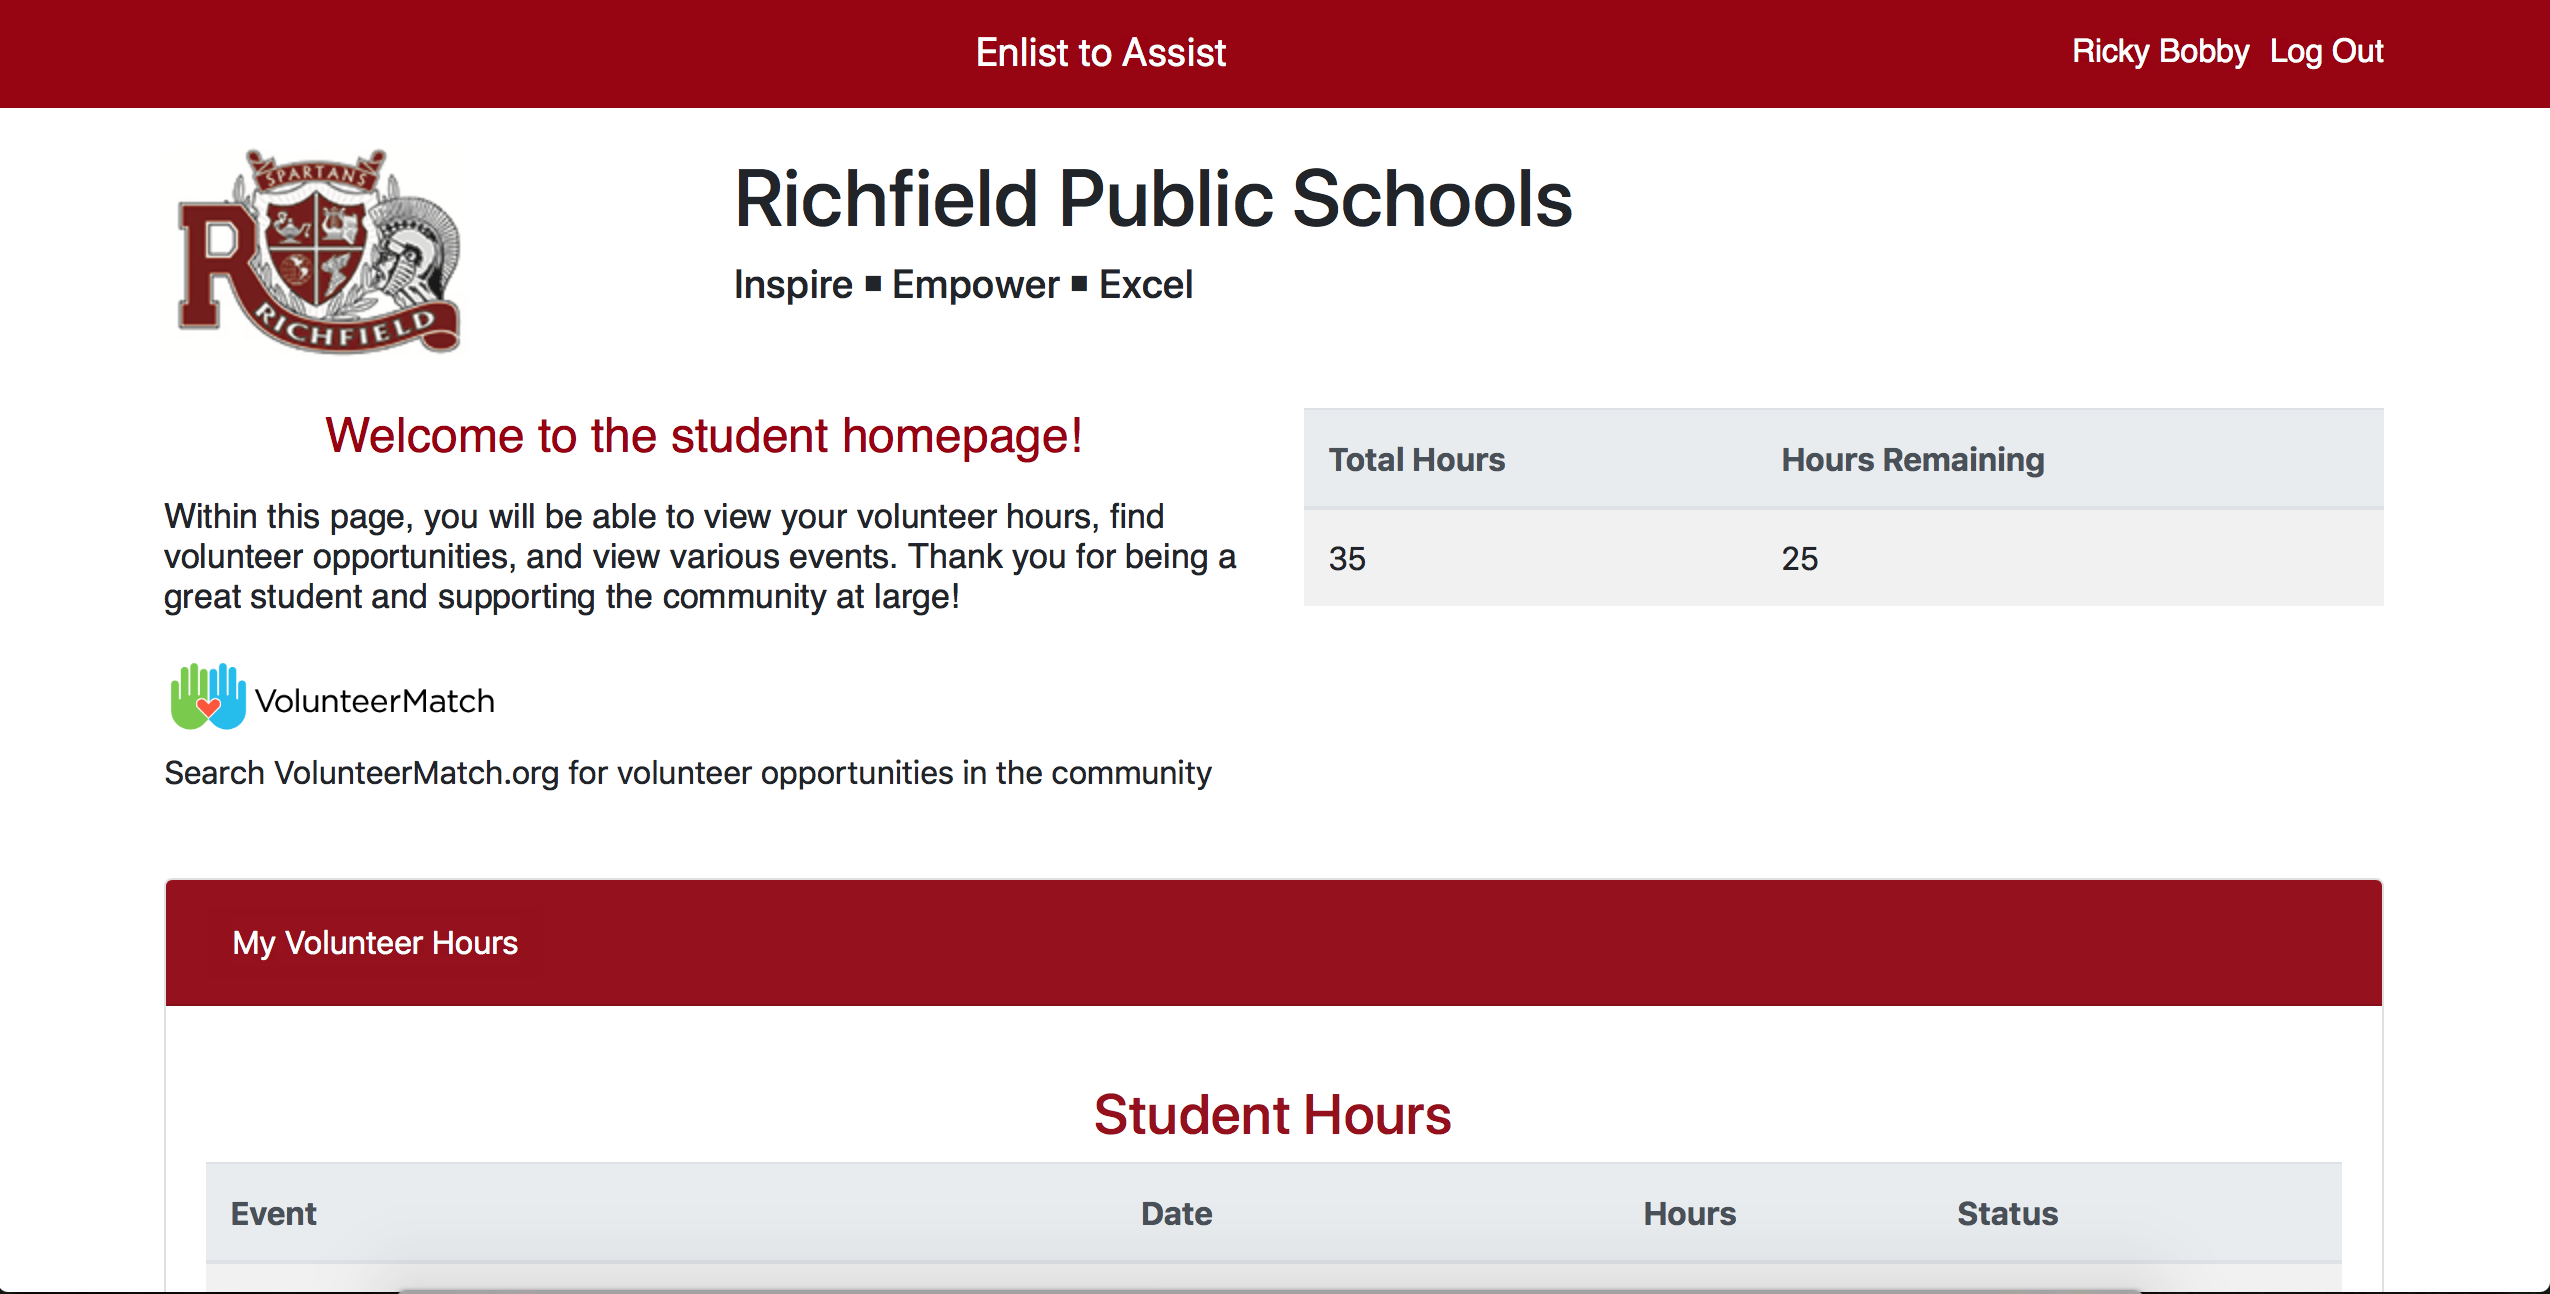 Enlist to Assist
Ricky Bobby Log Out
SPARTANS
RICHFIELD
Richfield Public Schools
Inspire ▪ Empower ▪ Excel
Welcome to the student homepage!
Within this page, you will be able to view your volunteer hours, find
volunteer opportunities, and view various events. Thank you for being a
great student and supporting the community at large!
Total Hours Hours Remaining
35 25
VolunteerMatch
Search VolunteerMatch.org for volunteer opportunities in the community
My Volunteer Hours
Student Hours
Event Date Hours Status